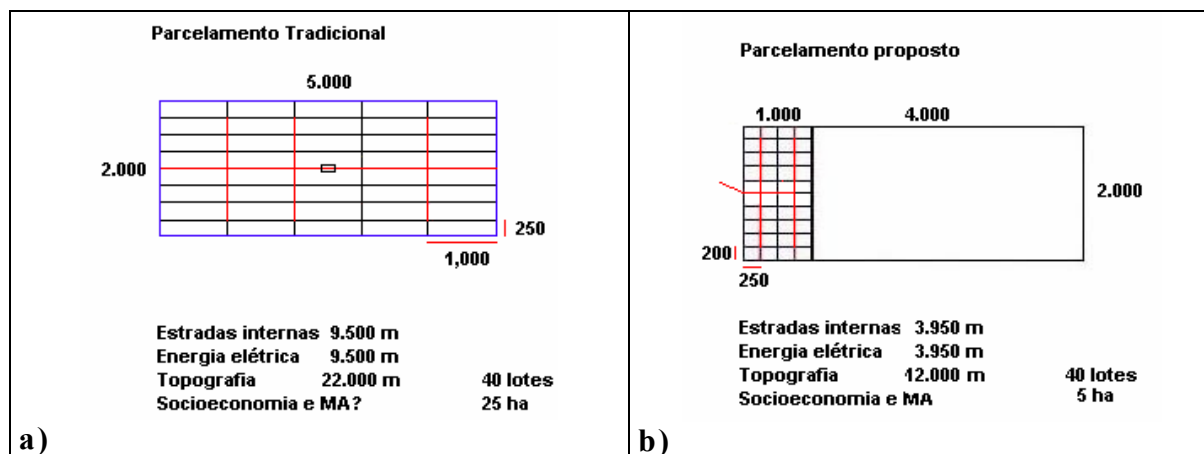 Parcelamento Tradicional
5.000
2.000
250
1,000
Estradas internas 9.500 m
Energia elétrica 9.500 m
Topografia 22.000 m 40 lotes
Socioeconomia e MA? 25 ha
a)
Parcelamento proposto
1.000 4.000
2.000
200
250
Estradas internas 3.950 m
Energia elétrica 3.950 m
Topografia 12.000 m 40 lotes
Socioeconomia e MA 5 ha
b)